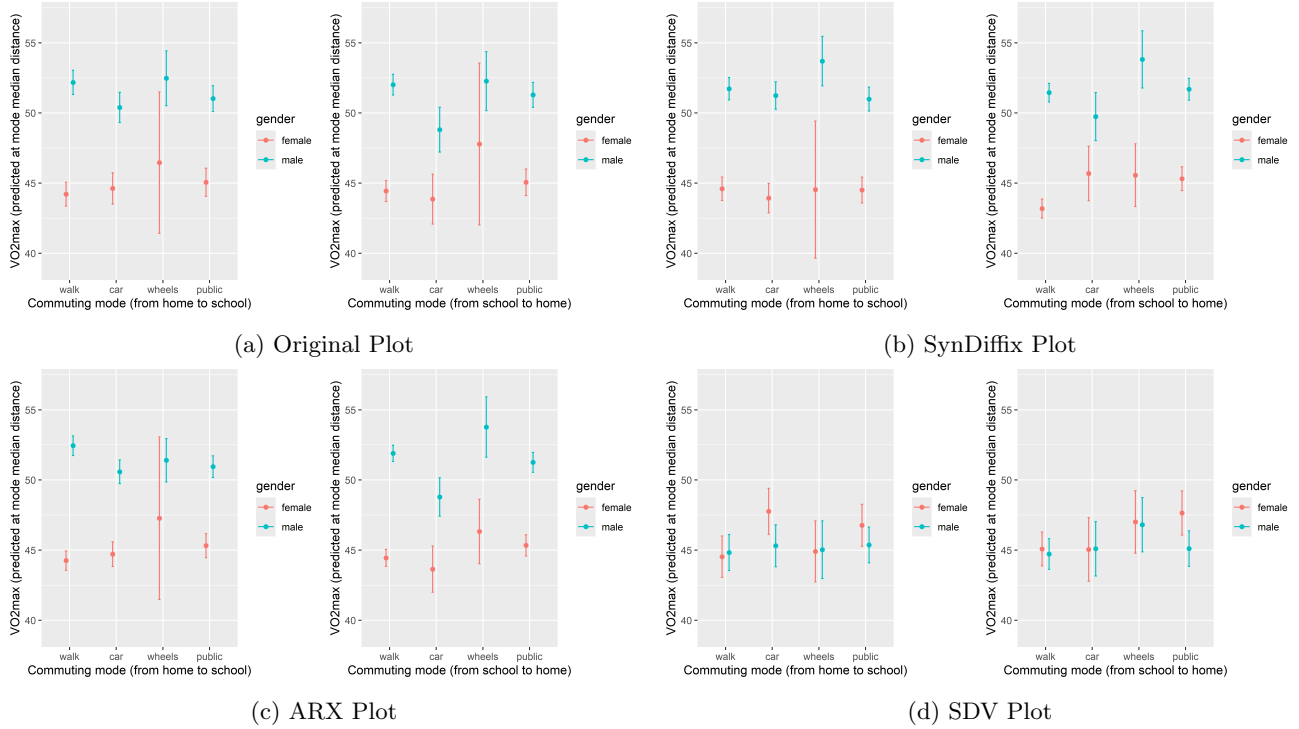 VO2max (predicted at mode median distance)
55
50
45
40
walk
car
wheels
public
Commuting mode (from home to school)
gender
female
male
VO2max (predicted at mode median distance)
55
50
45
40
walk
car
wheels
public
Commuting mode (from school to home)
gender
female
male
(a) Original Plot
VO2max (predicted at mode median distance)
55
50
45
40
walk
car
wheels
public
Commuting mode (from home to school)
gender
female
male
VO2max (predicted at mode median distance)
55
50
45
40
walk
car
wheels
public
Commuting mode (from school to home)
gender
female
male
(b) SynDiffix Plot
VO2max (predicted at mode median distance)
55
50
45
40
walk
car
wheels
public
Commuting mode (from home to school)
gender
female
male
VO2max (predicted at mode median distance)
55
50
45
40
walk
car
wheels
public
Commuting mode (from school to home)
gender
female
male
(c) ARX Plot
VO2max (predicted at mode median distance)
55
50
45
40
walk
car
wheels
public
Commuting mode (from home to school)
gender
female
male
VO2max (predicted at mode median distance)
55
50
45
40
walk
car
wheels
public
Commuting mode (from school to home)
gender
female
male
(d) SDV Plot